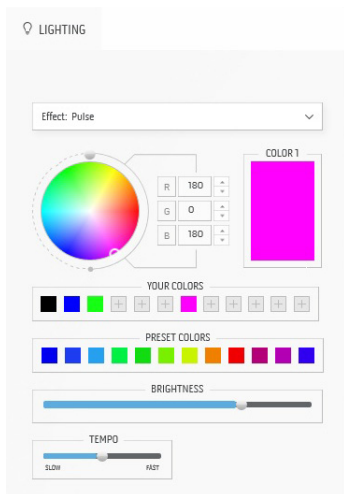 LIGHTING
Effect: Pulse
COLOR 1
R 180
G 0
B 180
YOUR COLORS
PRESET COLORS
BRIGHTNESS
TEMPO
SLOW FAST